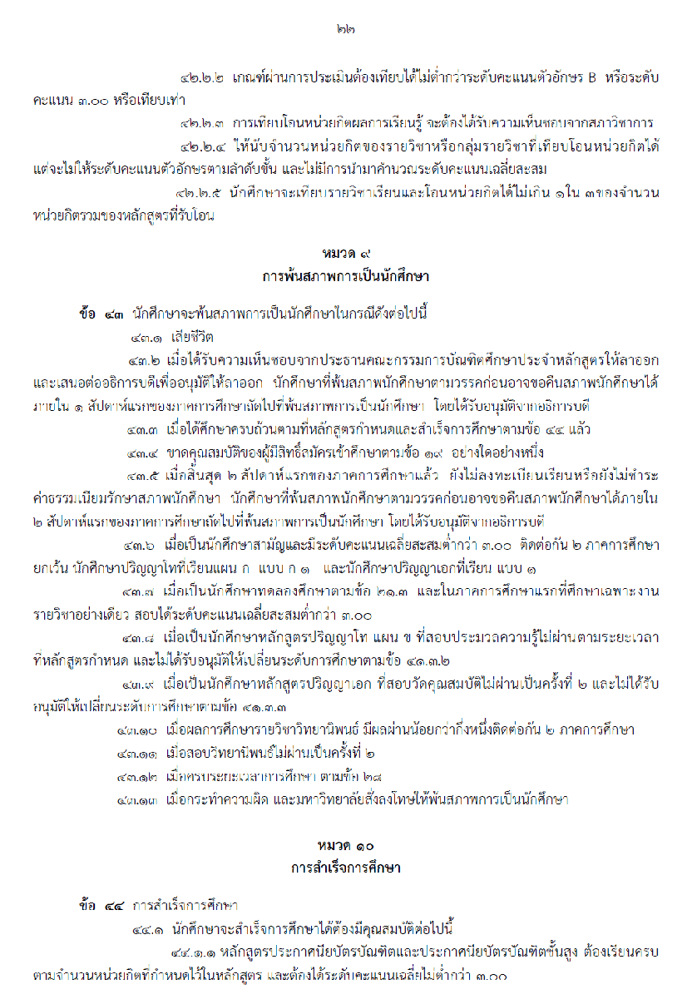 ๒๒
๔๒.๒.๒ เกณฑ์ผ่านการประเมินต้องเทียบได้ไม่ต่ำกว่าระดับคะแนนตัวอักษร B หรือระดับ
คะแนน ๓.๐๐ หรือเทียบเท่า
๔๒.๒.๓ การเทียบโอนหน่วยกิตผลการเรียนรู้ จะต้องได้รับความเห็นชอบจากสภาวิชาการ
๔๒.๒.๔ ให้นับจำนวนหน่วยกิตของรายวิชาหรือกลุ่มรายวิชาที่เทียบโอนหน่วยกิตได้
แต่จะไม่ให้ระดับคะแนนตัวอักษรตามลำดับขั้น และไม่มีการนำมาคำนวณระดับคะแนนเฉลี่ยสะสม
๔๒.๒.๕ นักศึกษาจะเทียบรายวิชาเรียนและโอนหน่วยกิตได้ไม่เกิน ๑ใน ๓ของจำนวน
หน่วยกิตรวมของหลักสูตรที่รับโอน
หมวด ๙
การพ้นสภาพการเป็นนักศึกษา
ข้อ ๔๓ นักศึกษาจะพ้นสภาพการเป็นนักศึกษาในกรณีดังต่อไปนี้
๔๓.๑ เสียชีวิต
๔๓.๒ เมื่อได้รับความเห็นชอบจากประธานคณะกรรมการบัณฑิตศึกษาประจำหลักสูตรให้ลาออก
และเสนอต่ออธิการบดีเพื่ออนุมัติให้ลาออก นักศึกษาที่พ้นสภาพนักศึกษาตามวรรคก่อนอาจขอคืนสภาพนักศึกษาได้
ภายใน ๑ สัปดาห์แรกของภาคการศึกษาถัดไปที่พ้นสภาพการเป็นนักศึกษา โดยได้รับอนุมัติจากอธิการบดี
๔๓.๓ เมื่อได้ศึกษาครบถ้วนตามที่หลักสูตรกำหนดและสำเร็จการศึกษาตามข้อ ๔๔ แล้ว
๔๓.๔ ขาดคุณสมบัติของผู้มีสิทธิ์สมัครเข้าศึกษาตามข้อ ๑๙ อย่างใดอย่างหนึ่ง
๔๓.๕ เมื่อสิ้นสุด ๒ สัปดาห์แรกของภาคการศึกษาแล้ว ยังไม่ลงทะเบียนเรียนหรือยังไม่ชำระ
ค่าธรรมเนียมรักษาสภาพนักศึกษา นักศึกษาที่พ้นสภาพนักศึกษาตามวรรคก่อนอาจขอคืนสภาพนักศึกษาได้ภายใน
๒ สัปดาห์แรกของภาคการศึกษาถัดไปที่พ้นสภาพการเป็นนักศึกษา โดยได้รับอนุมัติจากอธิการบดี
๔๓.๖ เมื่อเป็นนักศึกษาสามัญและมีระดับคะแนนเฉลี่ยสะสมต่ำกว่า ๓.๐๐ ติดต่อกัน ๒ ภาคการศึกษา
ยกเว้น นักศึกษาปริญญาโทที่เรียนแผน ก แบบ ก ๑ และนักศึกษาปริญญาเอกที่เรียน แบบ ๑
๔๓.๗ เมื่อเป็นนักศึกษาทดลองศึกษาตามข้อ ๒๑.๓ และในภาคการศึกษาแรกที่ศึกษาเฉพาะงาน
รายวิชาอย่างเดียว สอบได้ระดับคะแนนเฉลี่ยสะสมต่ำกว่า ๓.๐๐
๔๓.๘ เมื่อเป็นนักศึกษาหลักสูตรปริญญาโท แผน ข ที่สอบประมวลความรู้ไม่ผ่านตามระยะเวลา
ที่หลักสูตรกำหนด และไม่ได้รับอนุมัติให้เปลี่ยนระดับการศึกษาตามข้อ ๔๑.๓.๒
๔๓.๙ เมื่อเป็นนักศึกษาหลักสูตรปริญญาเอก ที่สอบวัดคุณสมบัติไม่ผ่านเป็นครั้งที่ ๒ และไม่ได้รับ
อนุมัติให้เปลี่ยนระดับการศึกษาตามข้อ ๔๑.๓.๓
๔๓.๑๐ เมื่อผลการศึกษารายวิชาวิทยานิพนธ์ มีผลผ่านน้อยกว่ากึ่งหนึ่งติดต่อกัน ๒ ภาคการศึกษา
๔๓.๑๑ เมื่อสอบวิทยานิพนธ์ไม่ผ่านเป็นครั้งที่ ๒
๔๓.๑๒ เมื่อครบระยะเวลาการศึกษา ตามข้อ ๒๘
๔๓.๑๓ เมื่อกระทำความผิด และมหาวิทยาลัยสั่งลงโทษให้พ้นสภาพการเป็นนักศึกษา
หมวด ๑๐
การสำเร็จการศึกษา
ข้อ ๔๔ การสำเร็จการศึกษา
๔๔.๑ นักศึกษาจะสำเร็จการศึกษาได้ต้องมีคุณสมบัติต่อไปนี้
๔๔.๑.๑ หลักสูตรประกาศนียบัตรบัณฑิตและประกาศนียบัตรบัณฑิตชั้นสูง ต้องเรียนครบ
ตามจำนวนหน่วยกิตที่กำหนดไว้ในหลักสูตร และต้องได้ระดับคะแนนเฉลี่ยไม่ต่ำกว่า ๓.๐๐